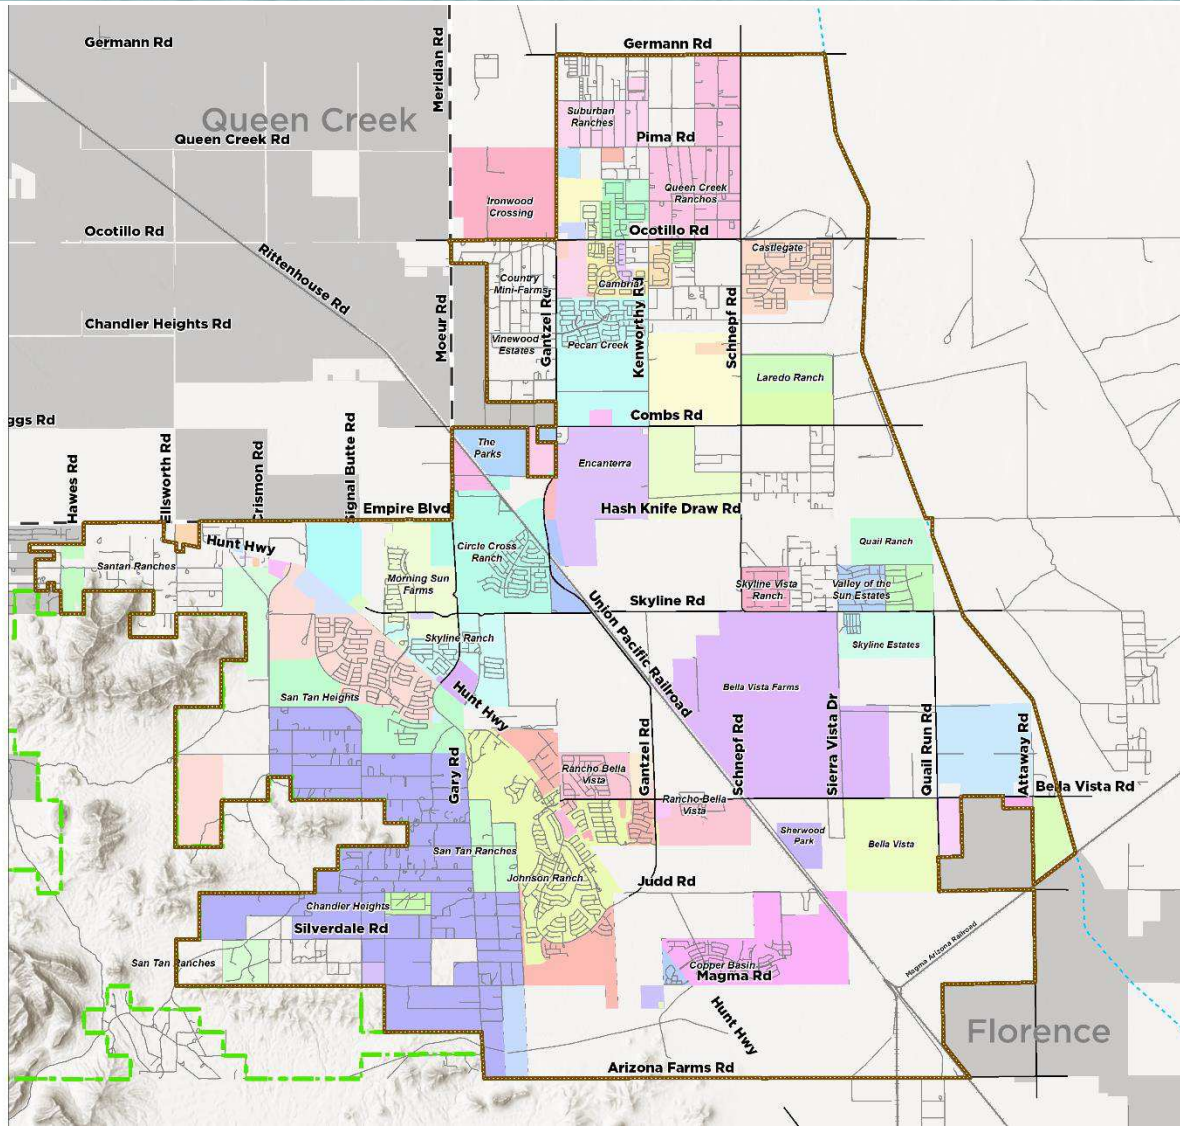 Germann Rd
Meridian Rd
Germann Rd
Queen Creek
Queen Creek Rd
Suburban
Ranches
Pima Rd
Ironwood
Crossing
Queen Creek
Ranchos
Ocotillo Rd
Ocotillo Rd
Rittenhouse Rd
Castlegate
Country
Mini-Farms
Cambria
Chandler Heights Rd
Moeur Rd
Vinewood
Estates
Gantzel Rd
Pecan Creek
Kenworthy Rd
Schnepf Rd
Laredo Ranch
ggs Rd
Combs Rd
Hawes Rd
Ellsworth Rd
Crismon Rd
Signal Butte Rd
The
Parks
Encanterra
Empire Blvd
Hash Knife Draw Rd
Hunt Hwy
Circle Cross
Ranch
Quail Ranch
Santan Ranches
Morning Sun
Farms
Skyline Vista
Ranch
Valley of the
Sun Estates
Union Pacific Railroad
Skyline Rd
Skyline Ranch
Skyline Estates
San Tan Heights
Hunt Hwy
Bella Vista Farms
Gary Rd
Gantzel Rd
Schnepf Rd
Sierra Vista Dr
Quail Run Rd
Attaway Rd
Rancho Bella
Vista
Bella Vista Rd
Rancho-Bella
Vista
Sherwood
Park
Bella Vista
San Tan Ranches
Johnson Ranch
Judd Rd
Chandler Heights
Silverdale Rd
San Tan Ranches
Copper Basin
Magma Rd
Magma Arizona Railroad
Hunt Hwy
Florence
Arizona Farms Rd